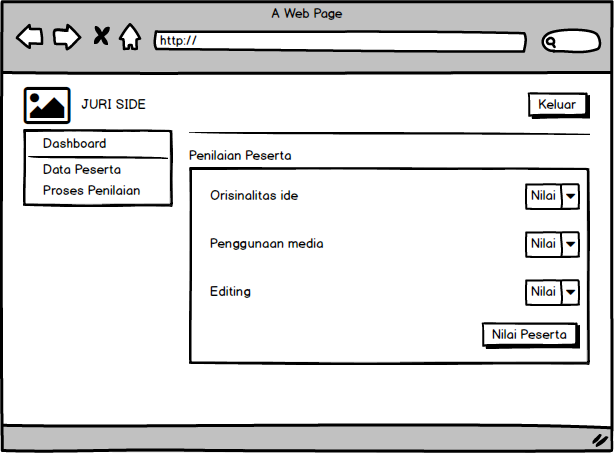 A Web Page
http://
JURI SIDE
Keluar
Dashboard
Data Peserta
Proses Penilaian
Penilaian Peserta
Orisinalitas ide
Nilai
Penggunaan media
Nilai
Editing
Nilai
Nilai Peserta